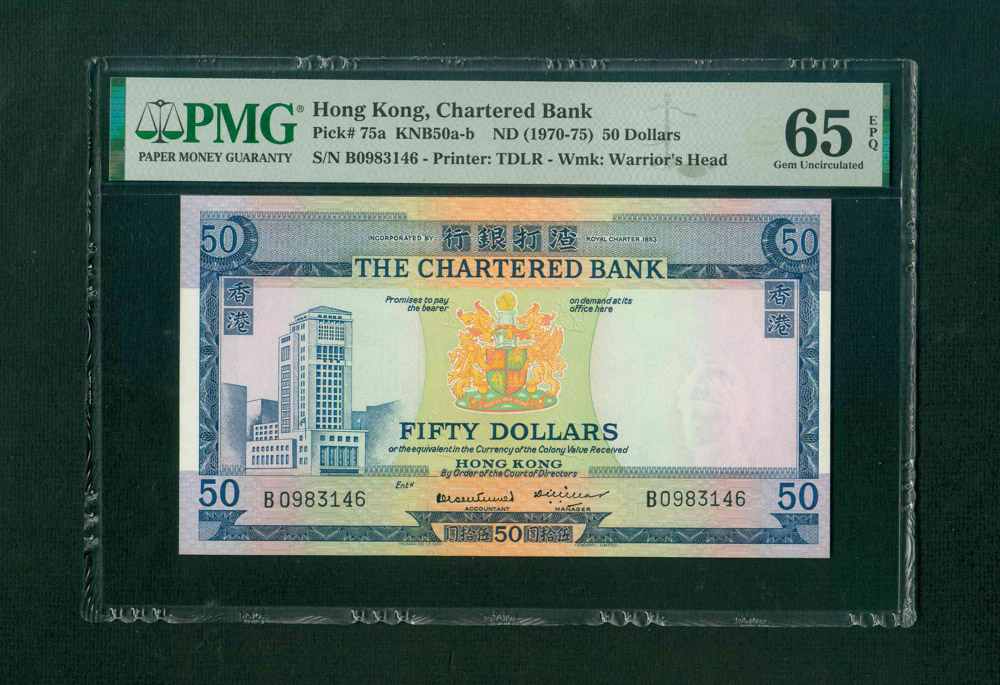 PMG®
PAPER MONEY GUARANTY
Hong Kong, Chartered Bank
Pick# 75a KNB50a-b ND (1970-75) 50 Dollars
S/N B0983146 - Printer: TDLR - Wmk: Warrior's Head
65
EPQ
Gem Uncirculated
50 INCORPORATED BY 行銀打渣 ROYAL CHARTER.1853 50
THE CHARTERED BANK
香港
香港
Promises to pay
the bearer
on demand at its
office here
FIFTY DOLLARS
or the equivalent in the Currency of the Colony Value Received
HONG KONG
By Order of the Court of Directors
50 50
B0983146 Entd B0983146
ACCOUNTANT MANAGER
圓拾伍 50 圓拾伍